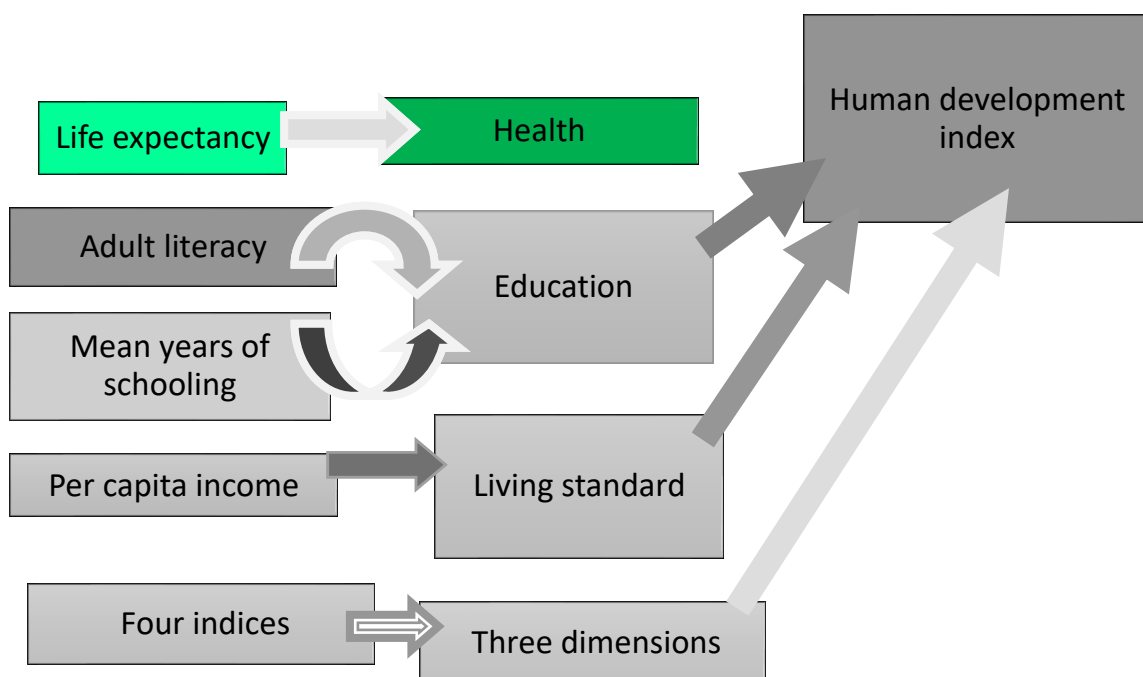 Human development
index
Life expectancy
Health
Adult literacy
Education
Mean years of
schooling
Per capita income
Living standard
Four indices
Three dimensions